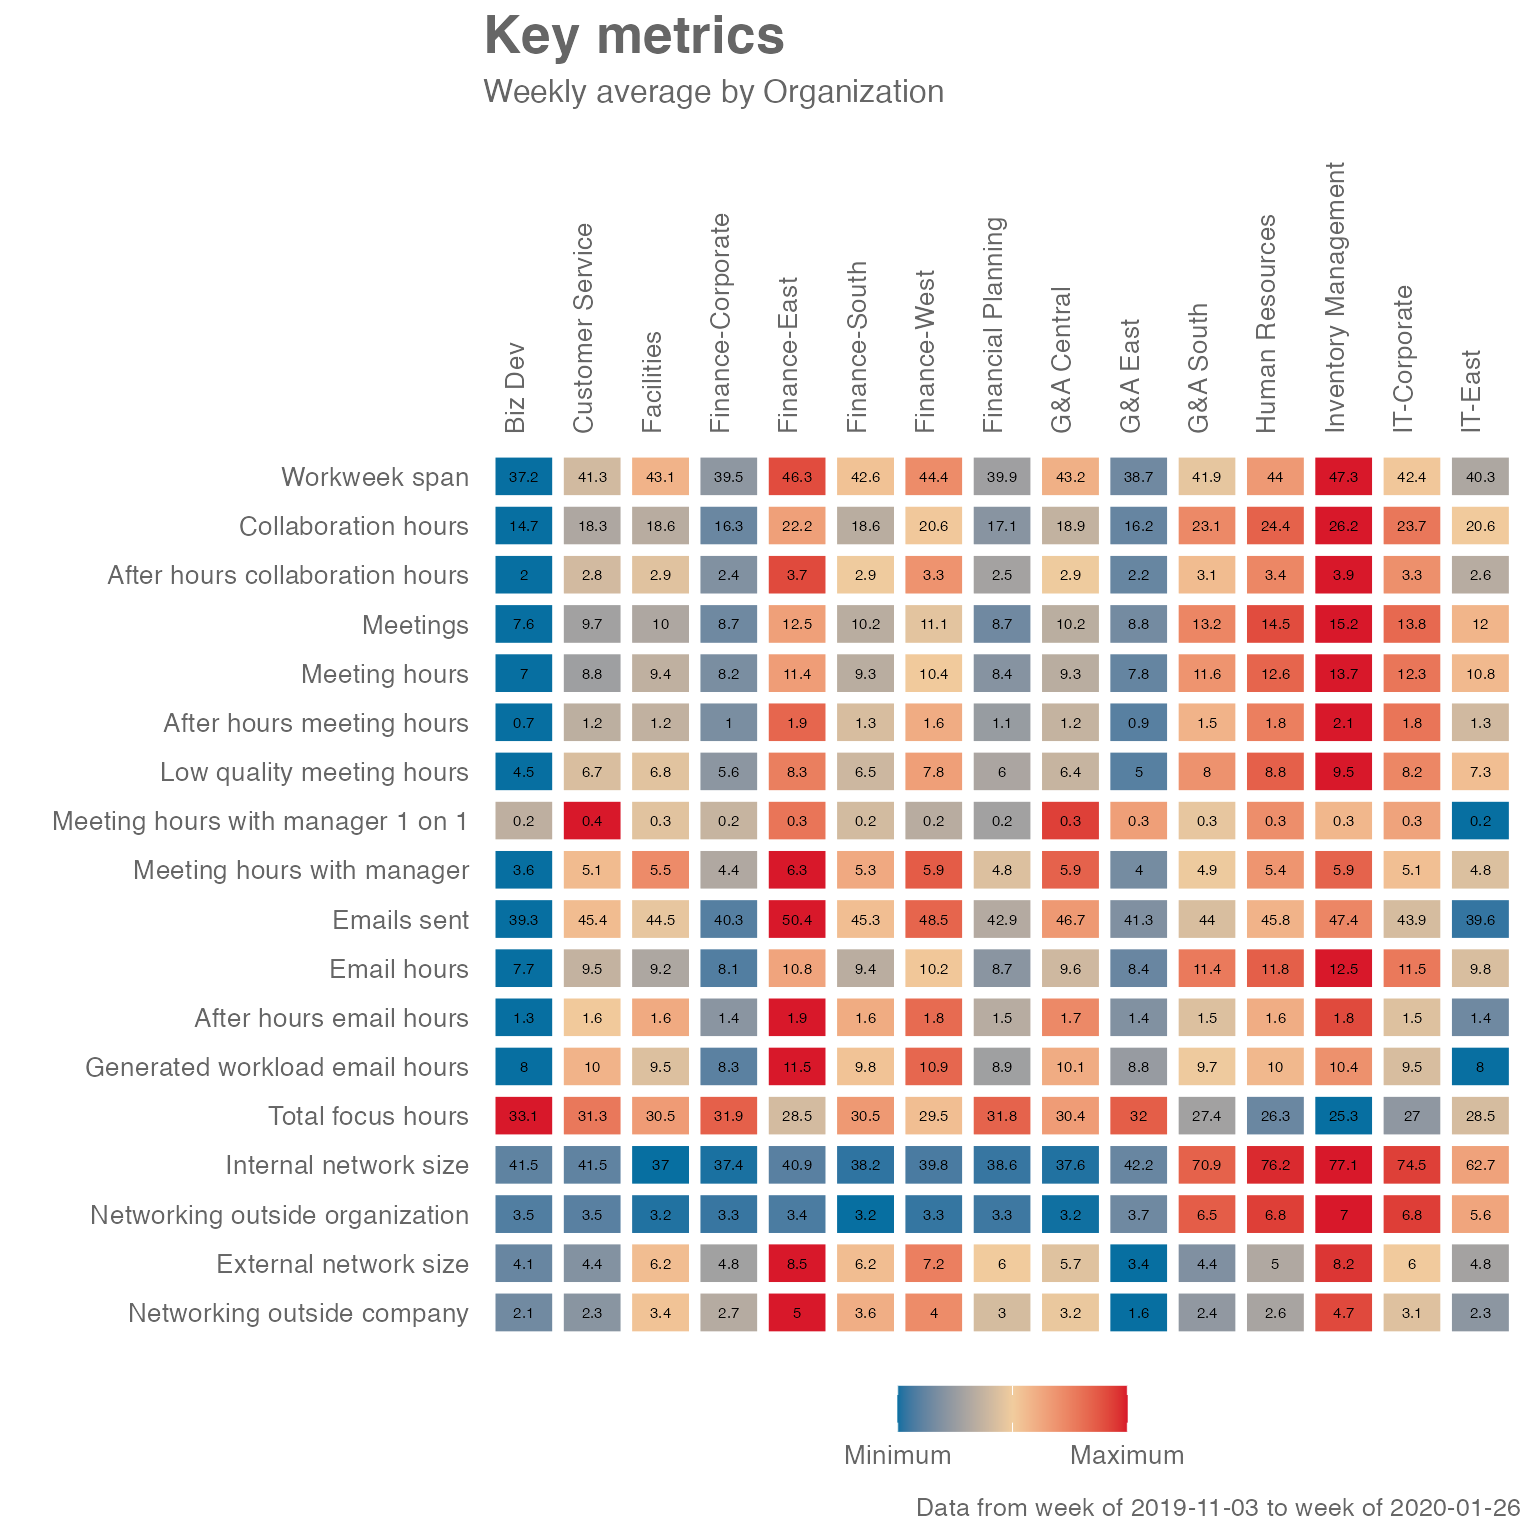 Key metrics
Weekly average by Organization
Biz Dev
Customer Service
Facilities
Finance-Corporate
Finance-East
Finance-South
Finance-West
Financial Planning
G&A Central
G&A East
G&A South
Human Resources
Inventory Management
IT-Corporate
IT-East
Workweek span 37.2 41.3 43.1 39.5 46.3 42.6 44.4 39.9 43.2 38.7 41.9 44 47.3 42.4 40.3
Collaboration hours 14.7 18.3 18.6 16.3 22.2 18.6 20.6 17.1 18.9 16.2 23.1 24.4 26.2 23.7 20.6
After hours collaboration hours 2 2.8 2.9 2.4 3.7 2.9 3.3 2.5 2.9 2.2 3.1 3.4 3.9 3.3 2.6
Meetings 7.6 9.7 10 8.7 12.5 10.2 11.1 8.7 10.2 8.8 13.2 14.5 15.2 13.8 12
Meeting hours 7 8.8 9.4 8.2 11.4 9.3 10.4 8.4 9.3 7.8 11.6 12.6 13.7 12.3 10.8
After hours meeting hours 0.7 1.2 1.2 1 1.9 1.3 1.6 1.1 1.2 0.9 1.5 1.8 2.1 1.8 1.3
Low quality meeting hours 4.5 6.7 6.8 5.6 8.3 6.5 7.8 6 6.4 5 8 8.8 9.5 8.2 7.3
Meeting hours with manager 1 on 1 0.2 0.4 0.3 0.2 0.3 0.2 0.2 0.2 0.3 0.3 0.3 0.3 0.3 0.3 0.2
Meeting hours with manager 3.6 5.1 5.5 4.4 6.3 5.3 5.9 4.8 5.9 4 4.9 5.4 5.9 5.1 4.8
Emails sent 39.3 45.4 44.5 40.3 50.4 45.3 48.5 42.9 46.7 41.3 44 45.8 47.4 43.9 39.6
Email hours 7.7 9.5 9.2 8.1 10.8 9.4 10.2 8.7 9.6 8.4 11.4 11.8 12.5 11.5 9.8
After hours email hours 1.3 1.6 1.6 1.4 1.9 1.6 1.8 1.5 1.7 1.4 1.5 1.6 1.8 1.5 1.4
Generated workload email hours 8 10 9.5 8.3 11.5 9.8 10.9 8.9 10.1 8.8 9.7 10 10.4 9.5 8
Total focus hours 33.1 31.3 30.5 31.9 28.5 30.5 29.5 31.8 30.4 32 27.4 26.3 25.3 27 28.5
Internal network size 41.5 41.5 37 37.4 40.9 38.2 39.8 38.6 37.6 42.2 70.9 76.2 77.1 74.5 62.7
Networking outside organization 3.5 3.5 3.2 3.3 3.4 3.2 3.3 3.3 3.2 3.7 6.5 6.8 7 6.8 5.6
External network size 4.1 4.4 6.2 4.8 8.5 6.2 7.2 6 5.7 3.4 4.4 5 8.2 6 4.8
Networking outside company 2.1 2.3 3.4 2.7 5 3.6 4 3 3.2 1.6 2.4 2.6 4.7 3.1 2.3
Minimum Maximum
Data from week of 2019-11-03 to week of 2020-01-26